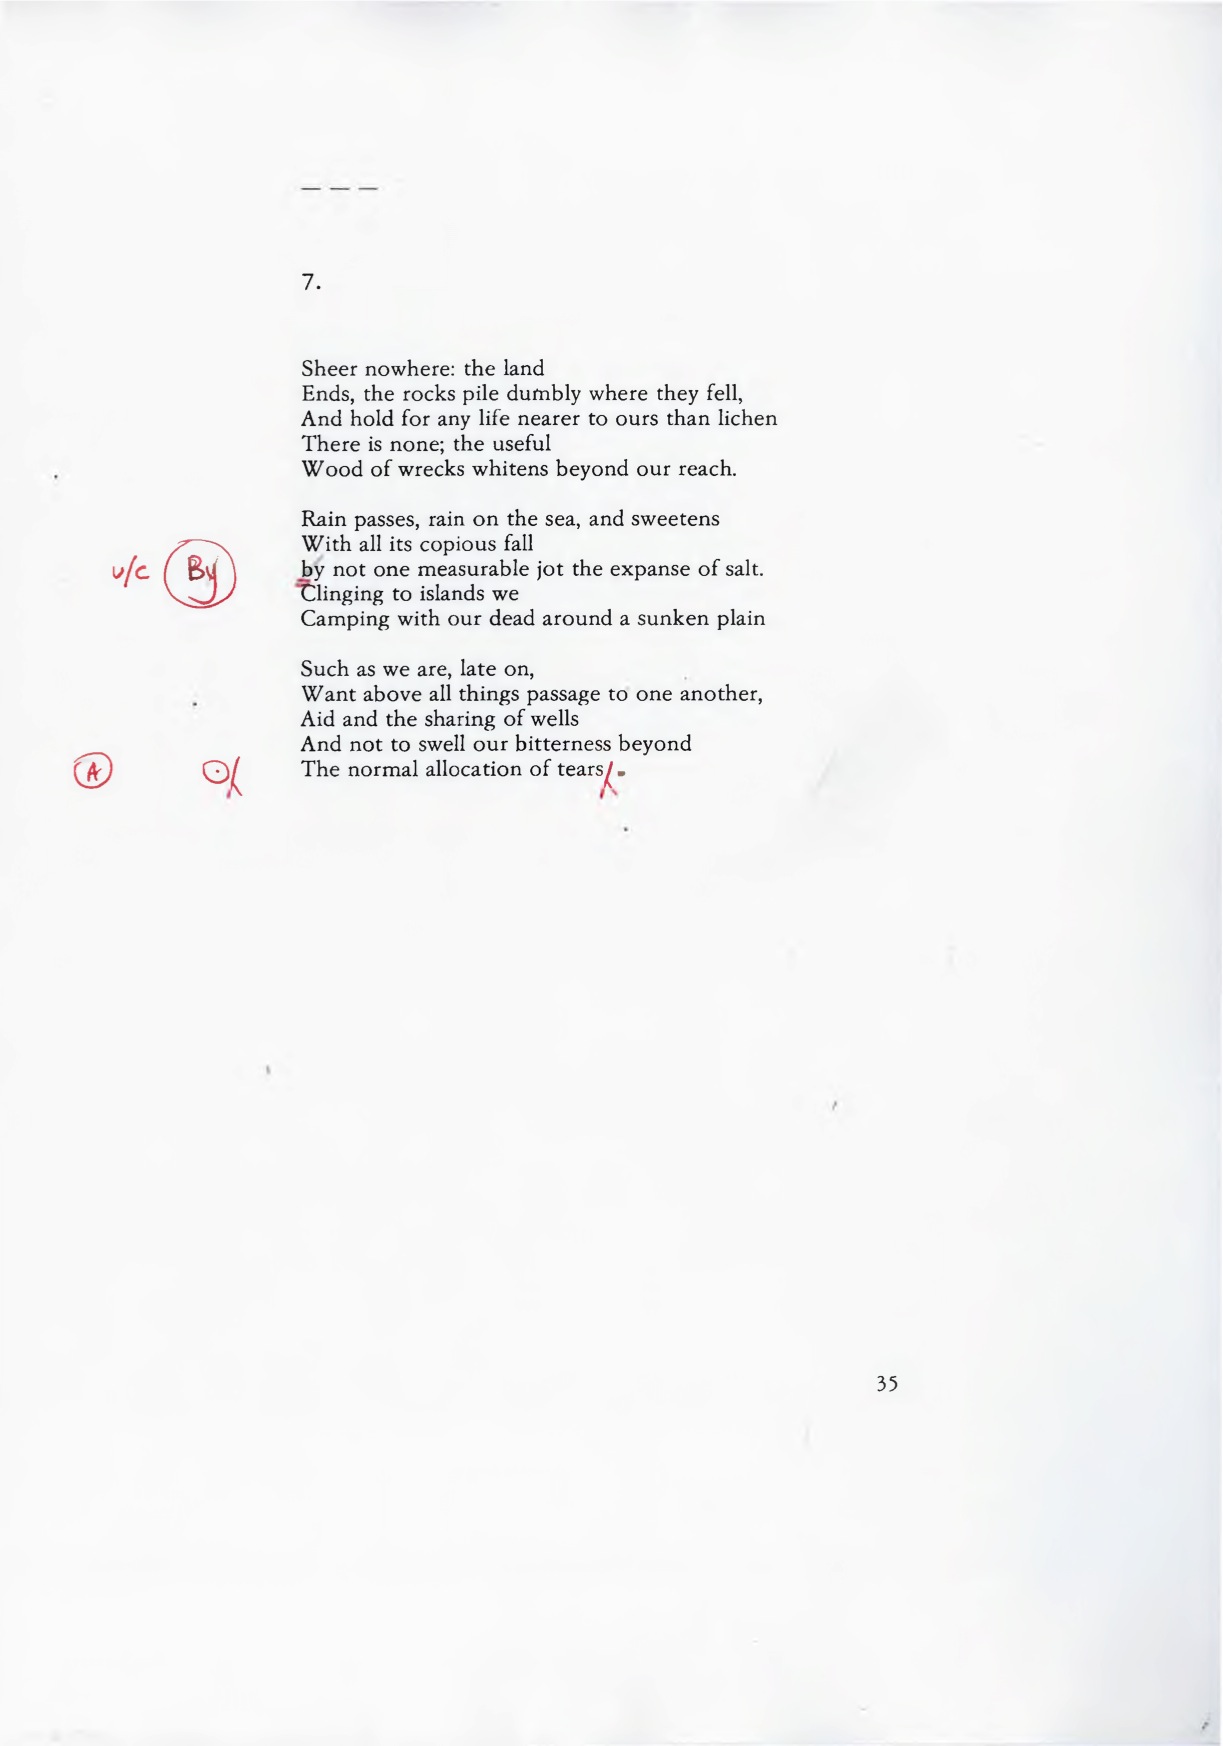 — — —
7.
Sheer nowhere: the land
Ends, the rocks pile dumbly where they fell,
And hold for any life nearer to ours than lichen
There is none; the useful
Wood of wrecks whitens beyond our reach.
Rain passes, rain on the sea, and sweetens
With all its copious fall
u/c By by not one measurable jot the expanse of salt.
Clinging to islands we
Camping with our dead around a sunken plain
Such as we are, late on,
Want above all things passage to one another,
Aid and the sharing of wells
And not to swell our bitterness beyond
A The normal allocation of tears.
35